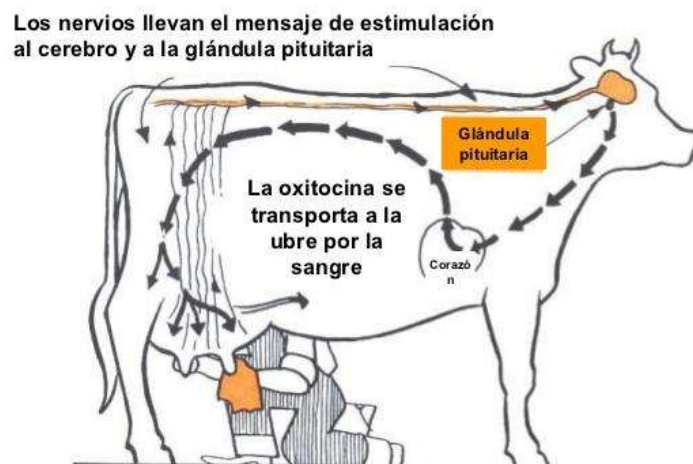 Los nervios llevan el mensaje de estimulación
al cerebro y a la glándula pituitaria
Glándula
pituitaria
La oxitocina se
transporta a la
ubre por la
sangre
Corazó
n